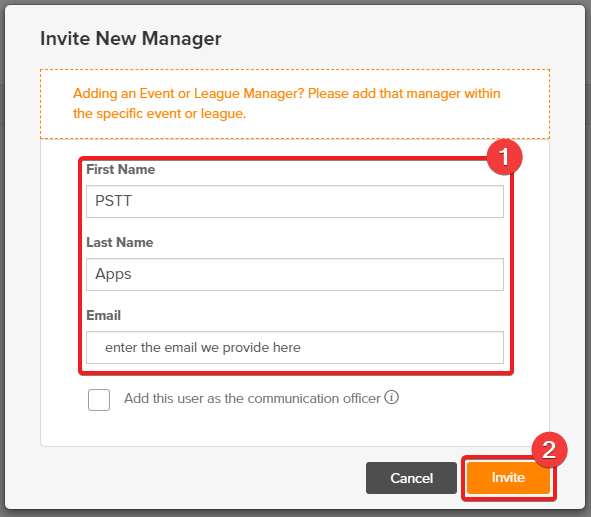 Invite New Manager
Adding an Event or League Manager? Please add that manager within
the specific event or league.
1
First Name
PSTT
Last Name
Apps
Email
enter the email we provide here
Add this user as the communication officer ⓘ
2
Cancel
Invite